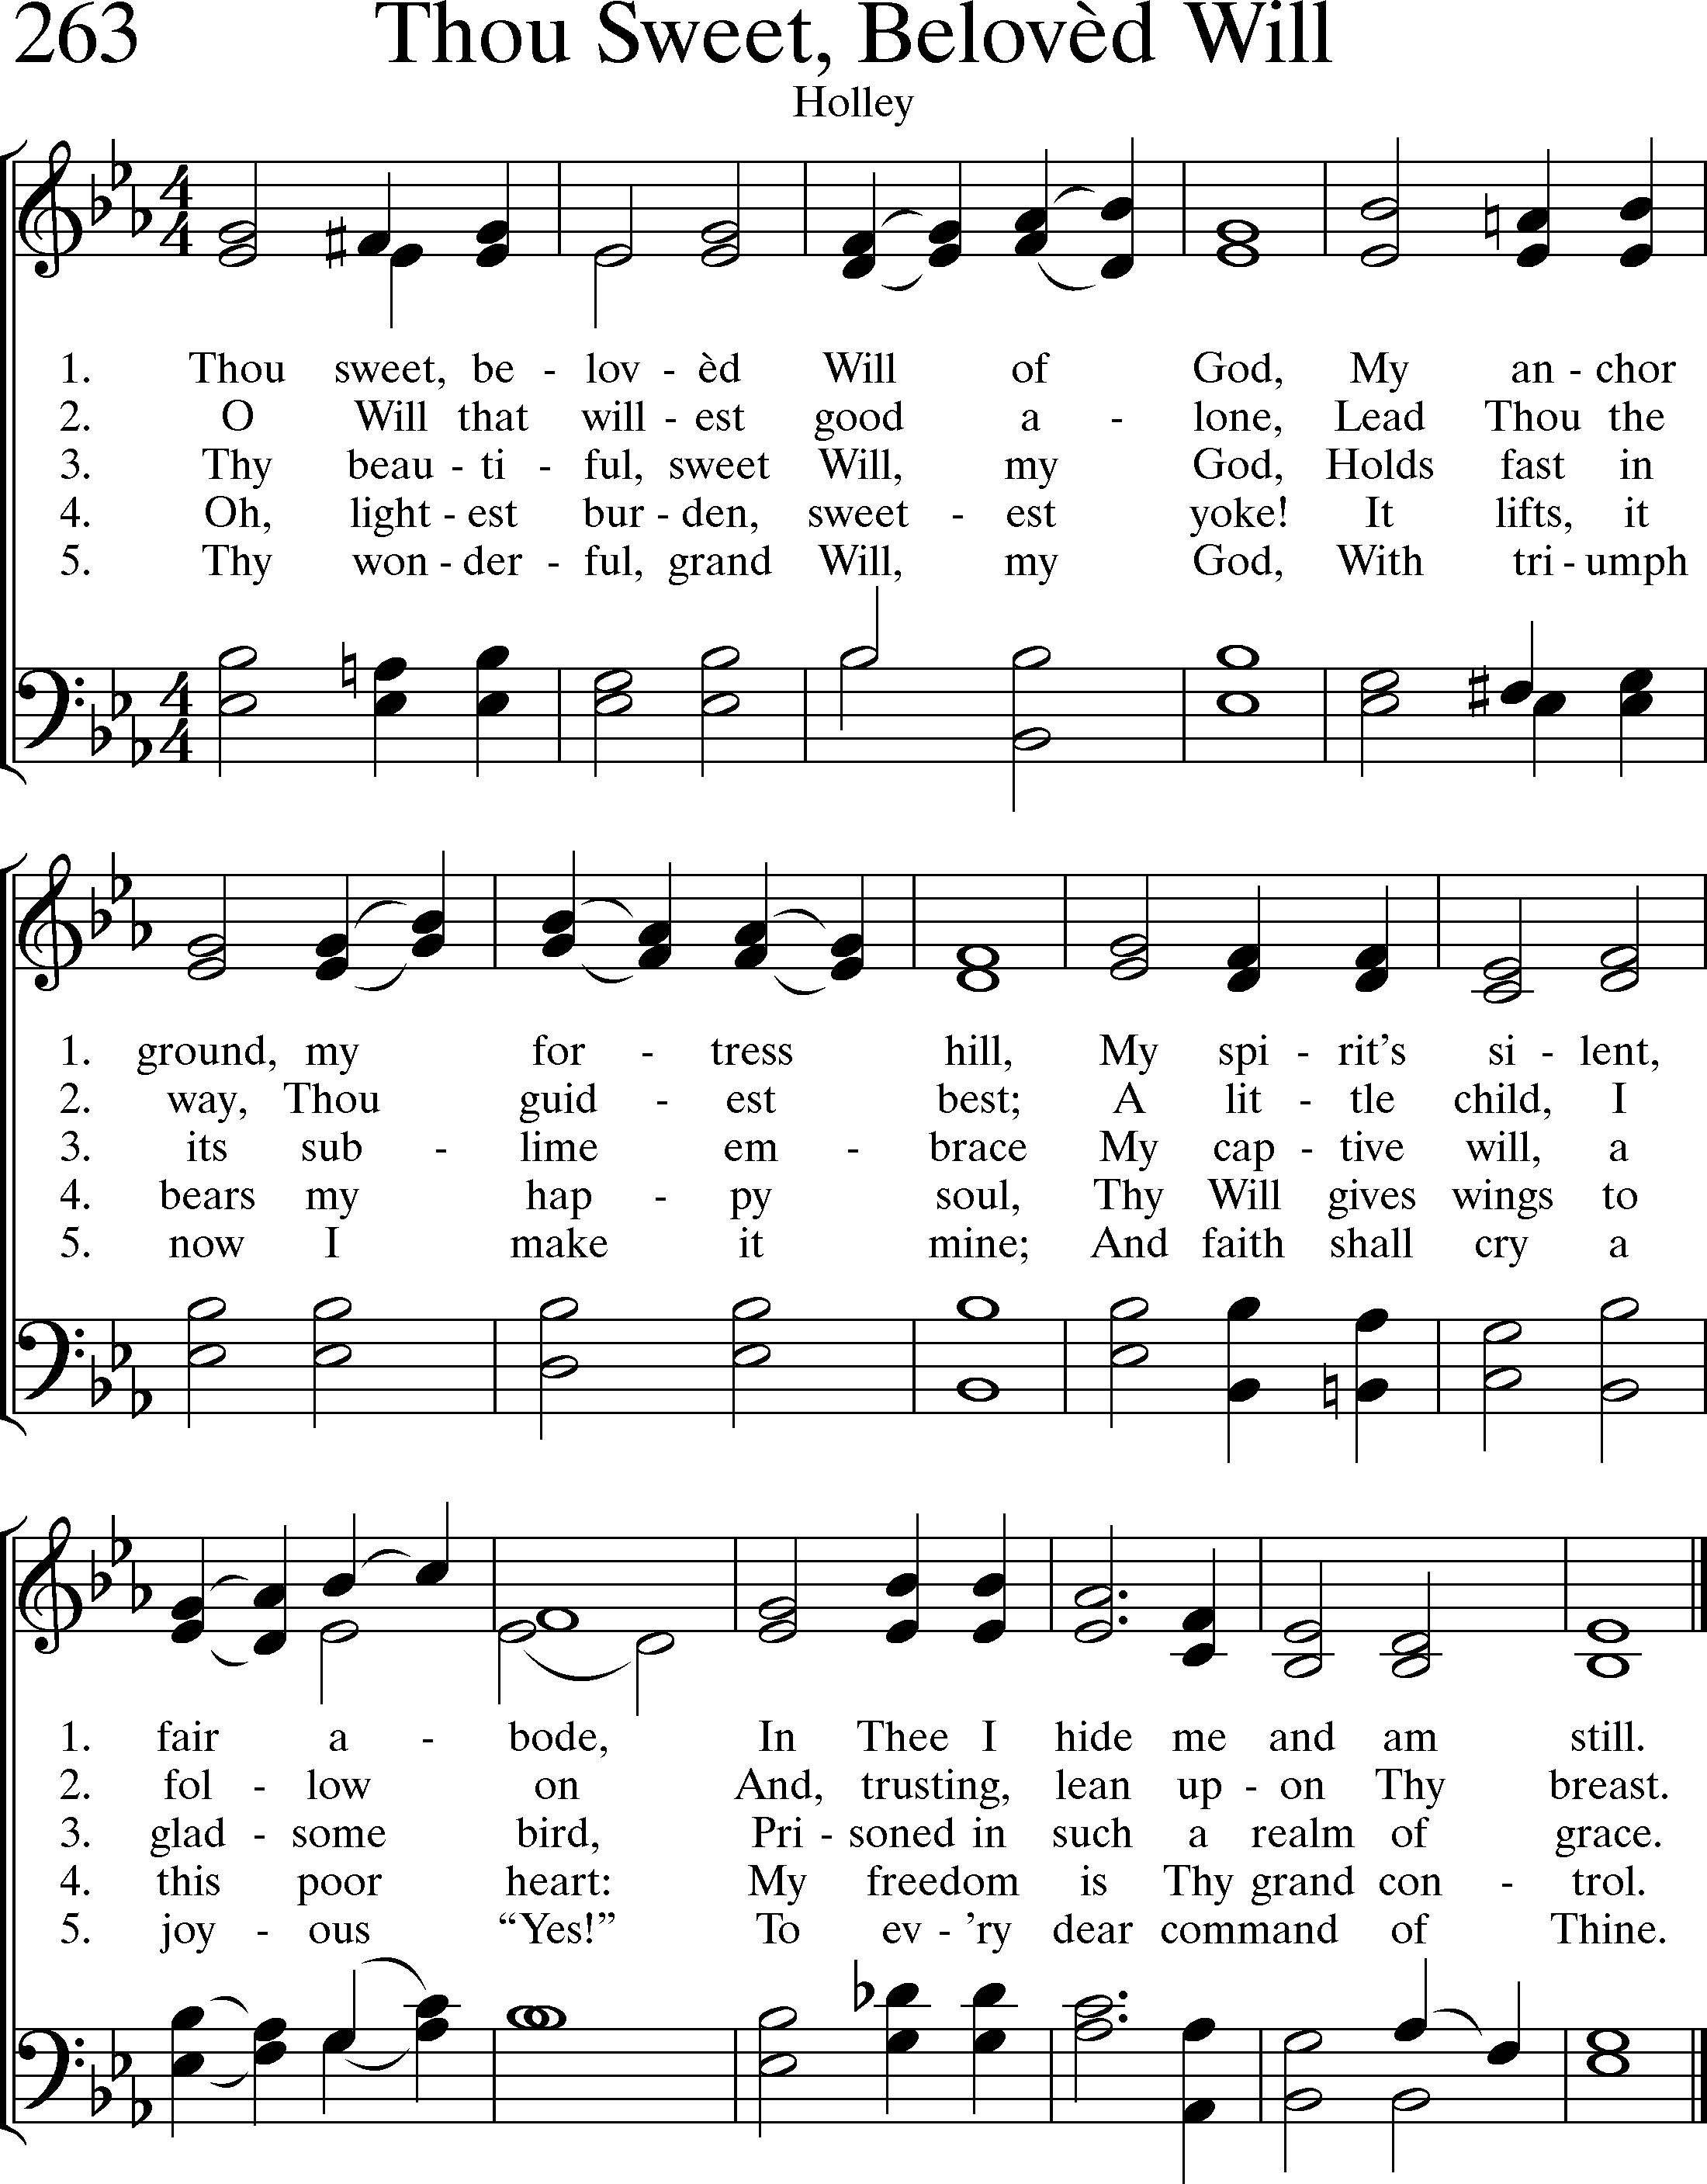 263 Thou Sweet, Belovèd Will
Holley
1. Thou sweet, be - lov - èd Will of God, My an - chor
2. O Will that will - est good a - lone, Lead Thou the
3. Thy beau - ti - ful, sweet Will, my God, Holds fast in
4. Oh, light - est bur - den, sweet - est yoke! It lifts, it
5. Thy won - der - ful, grand Will, my God, With tri - umph
1. ground, my for - tress hill, My spi - rit's si - lent,
2. way, Thou guid - est best; A lit - tle child, I
3. its sub - lime em - brace My cap - tive will, a
4. bears my hap - py soul, Thy Will gives wings to
5. now I make it mine; And faith shall cry a
1. fair a - bode, In Thee I hide me and am still.
2. fol - low on And, trusting, lean up - on Thy breast.
3. glad - some bird, Pri - soned in such a realm of grace.
4. this poor heart: My freedom is Thy grand con - trol.
5. joy - ous “Yes!” To ev - ’ry dear command of Thine.